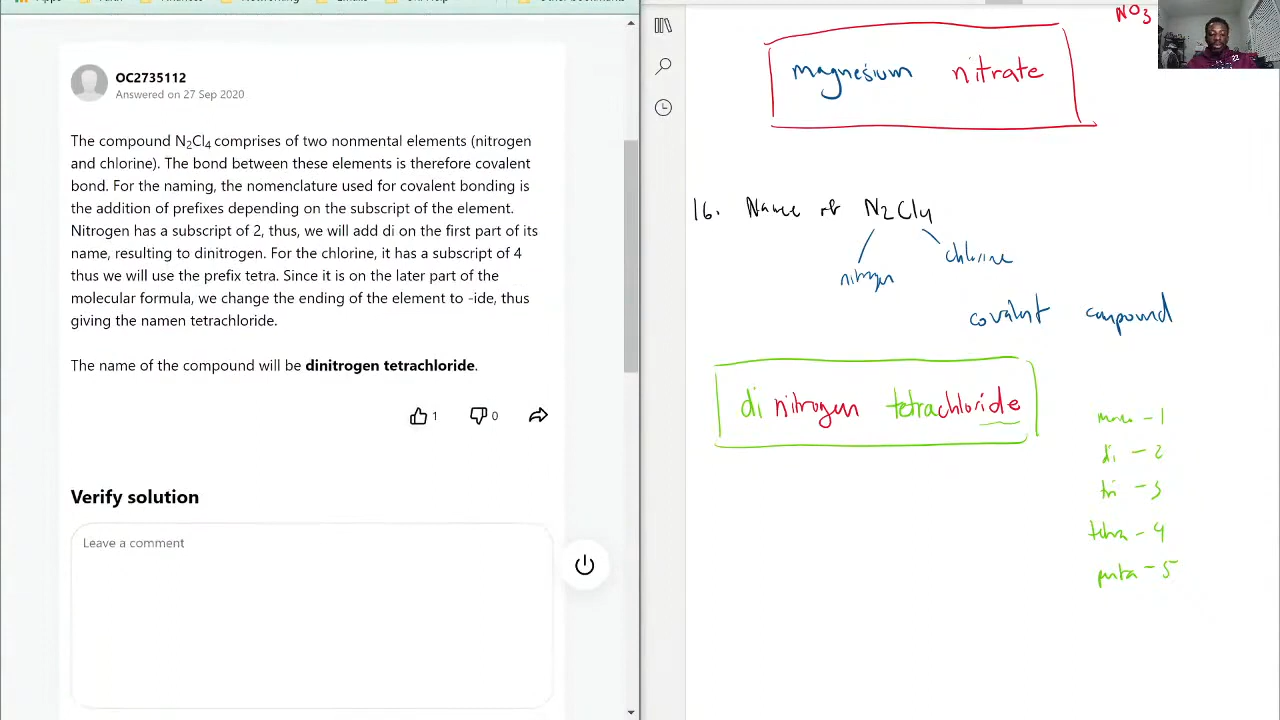 OC2735112
Answered on 27 Sep 2020
The compound N₂Cl₄ comprises of two nonmental elements (nitrogen
and chlorine). The bond between these elements is therefore covalent
bond. For the naming, the nomenclature used for covalent bonding is
the addition of prefixes depending on the subscript of the element.
Nitrogen has a subscript of 2, thus, we will add di on the first part of its
name, resulting to dinitrogen. For the chlorine, it has a subscript of 4
thus we will use the prefix tetra. Since it is on the later part of the
molecular formula, we change the ending of the element to -ide, thus
giving the namen tetrachloride.
The name of the compound will be dinitrogen tetrachloride.
1
0
Verify solution
Leave a comment
NO3
magnesium nitrate
16. Name of N2Cl4
nitrogen
chlorine
covalent compound
di nitrogen tetrachloride
mono - 1
di - 2
tri - 3
tetra - 4
penta - 5